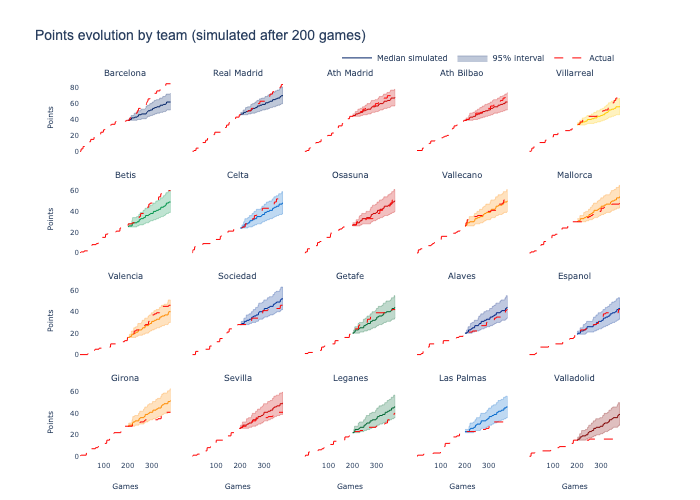 Points evolution by team (simulated after 200 games)
Median simulated 95% interval Actual
Barcelona Real Madrid Ath Madrid Ath Bilbao Villarreal
Points
80
60
40
20
0
Betis Celta Osasuna Vallecano Mallorca
Points
60
40
20
0
Valencia Sociedad Getafe Alaves Espanol
Points
60
40
20
0
Girona Sevilla Leganes Las Palmas Valladolid
Points
60
40
20
0
100 200 300 100 200 300 100 200 300 100 200 300 100 200 300
Games Games Games Games Games